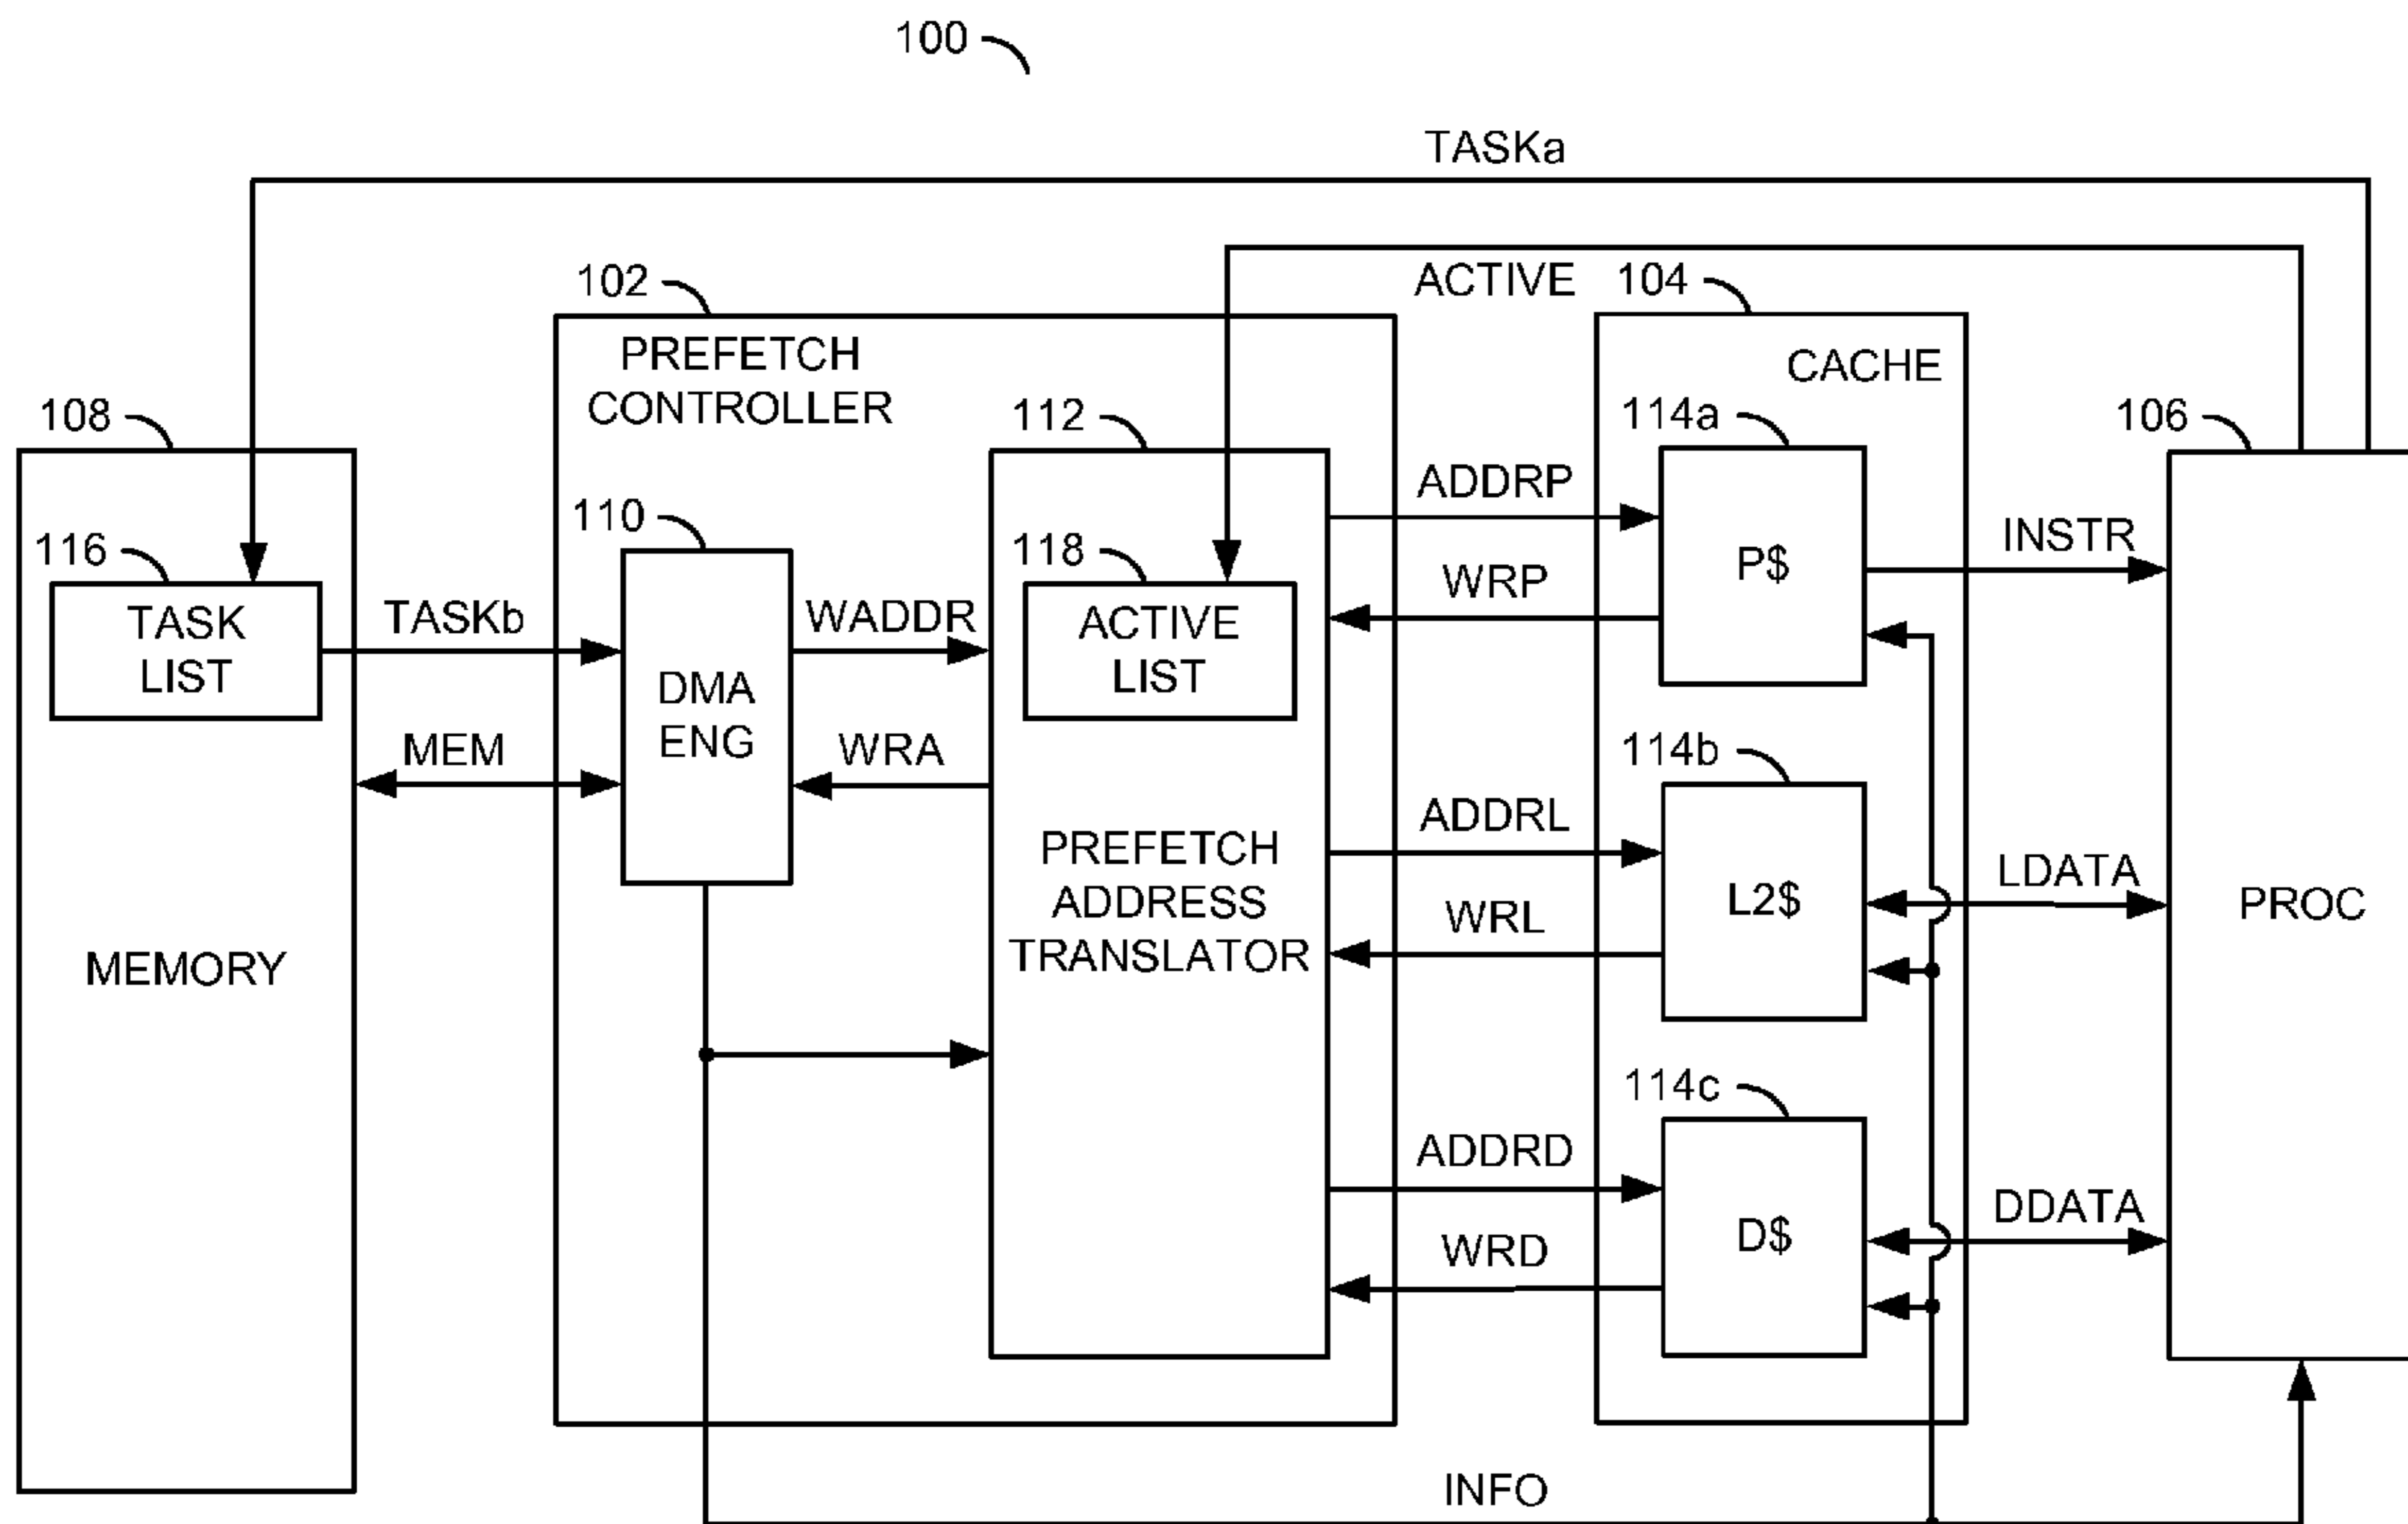 100
TASKa
102
ACTIVE
104
PREFETCH
CONTROLLER
CACHE
108
112
114a
106
ADDRP
110
INSTR
116
118
P$
WRP
TASK
LIST
TASKb
WADDR
ACTIVE
LIST
DMA
ENG
MEM
WRA
114b
ADDRL
PREFETCH
ADDRESS
TRANSLATOR
LDATA
L2$
PROC
WRL
MEMORY
114c
ADDRD
DDATA
D$
WRD
INFO